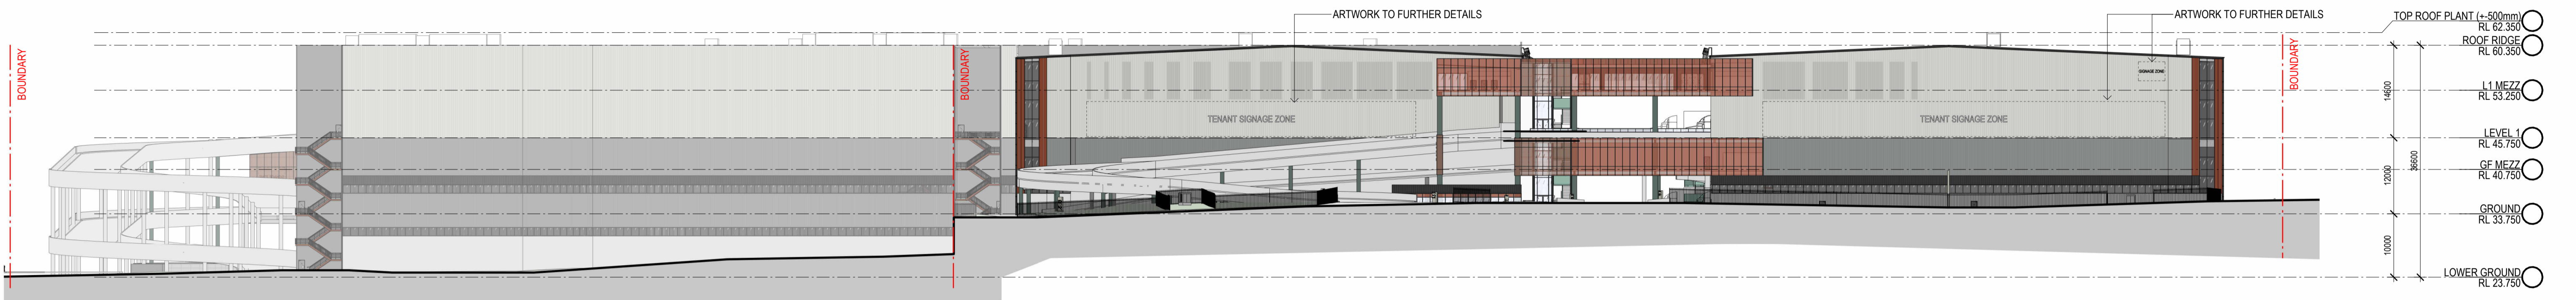 ARTWORK TO FURTHER DETAILS
ARTWORK TO FURTHER DETAILS
TOP ROOF PLANT (+-500mm)
RL 62.350
ROOF RIDGE
RL 60.350
BOUNDARY
BOUNDARY
BOUNDARY
SIGNAGE ZONE
L1 MEZZ
RL 53.250
14600
TENANT SIGNAGE ZONE
TENANT SIGNAGE ZONE
LEVEL 1
RL 45.750
36600
GF MEZZ
RL 40.750
12000
GROUND
RL 33.750
10000
LOWER GROUND
RL 23.750